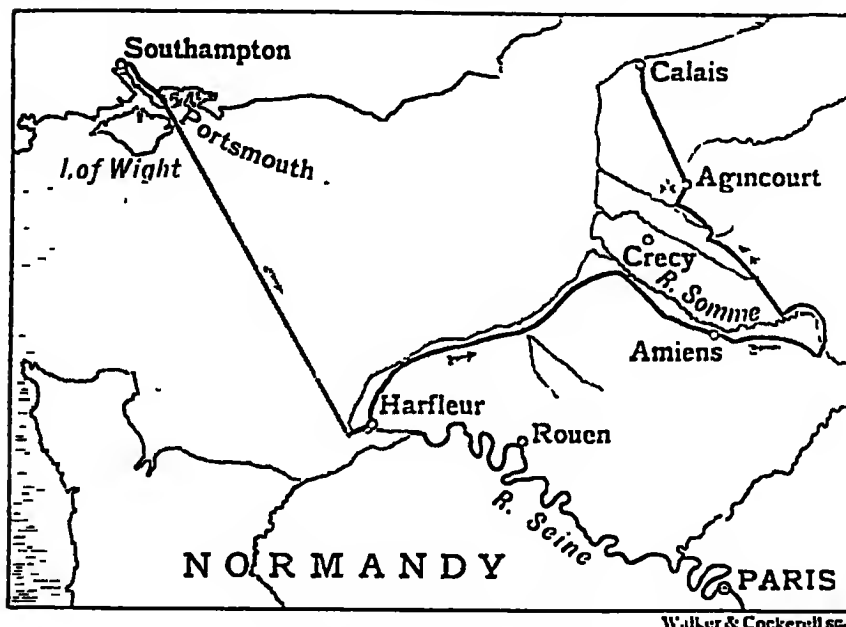 Southampton
Calais
Portsmouth
I. of Wight
Agincourt
Crecy
R. Somme
Amiens
Harfleur
Rouen
R. Seine
NORMANDY
PARIS
Walker & Cockerell sc.